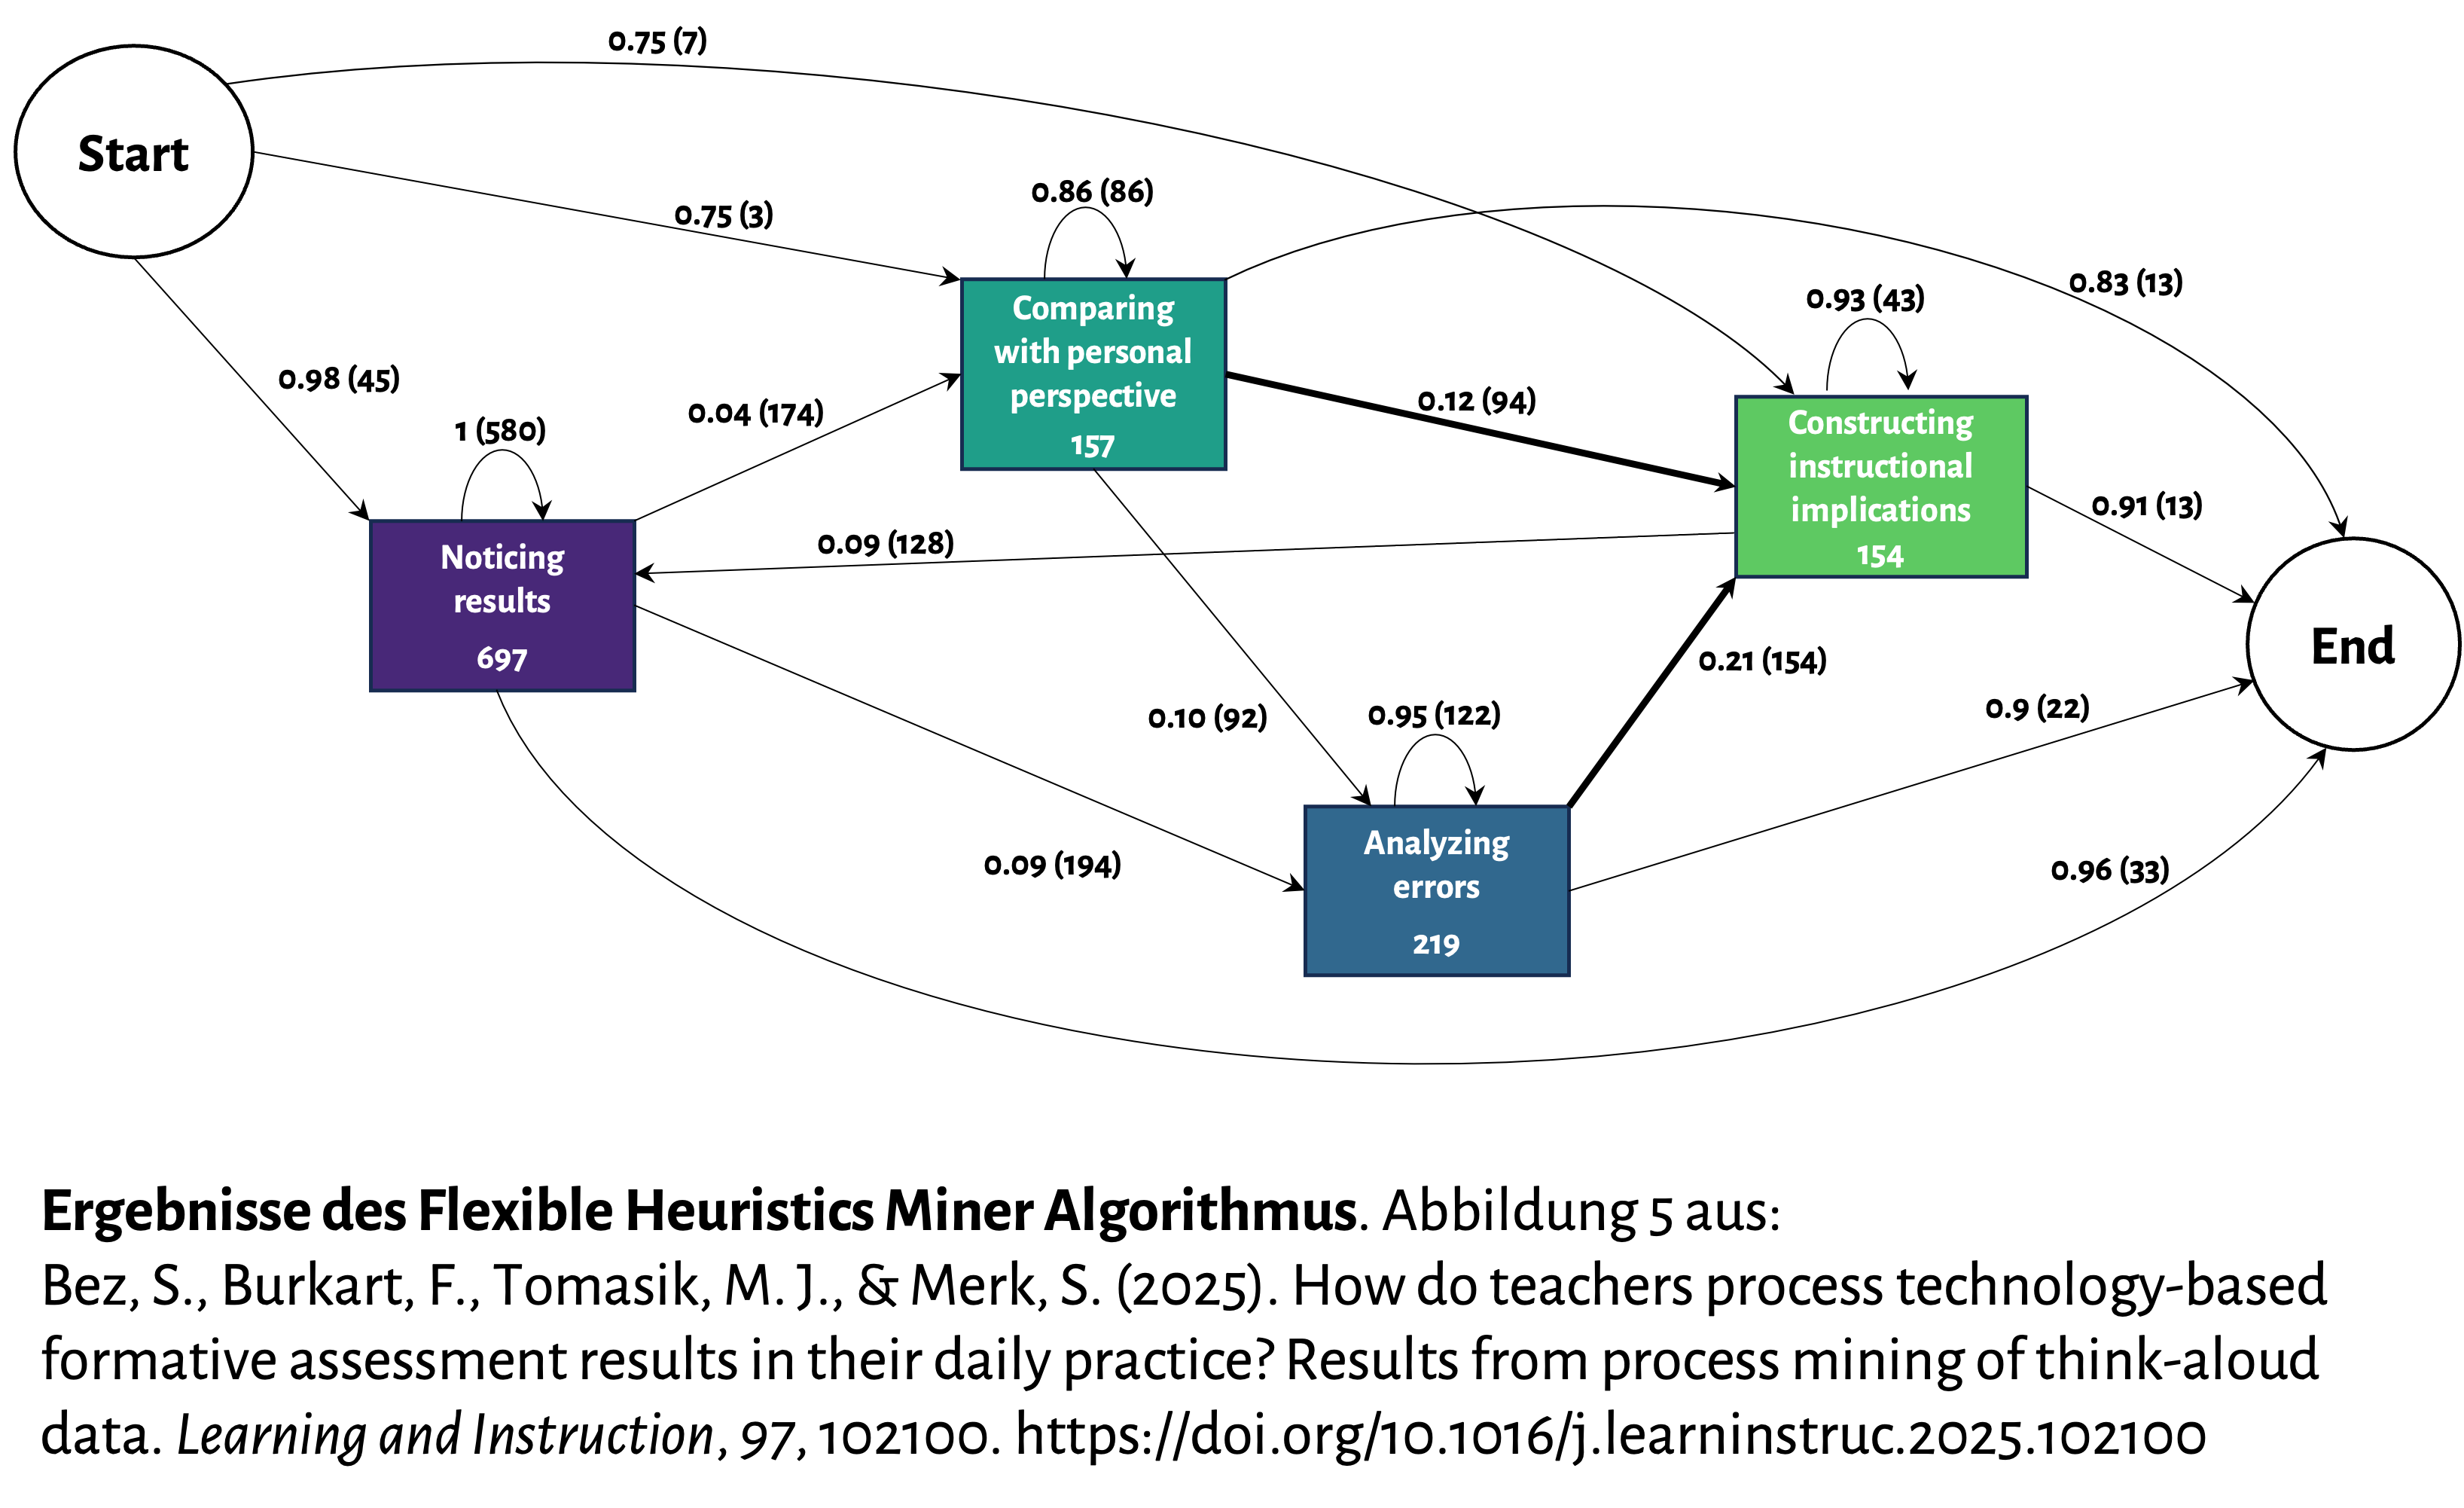 0.75 (7)
Start
0.75 (3)
0.86 (86)
0.83 (13)
0.93 (43)
Comparing
with personal
perspective
157
0.98 (45)
1 (580)
0.04 (174)
0.12 (94)
Constructing
instructional
implications
154
0.91 (13)
0.09 (128)
Noticing
results
697
End
0.21 (154)
0.10 (92)
0.95 (122)
0.9 (22)
0.09 (194)
Analyzing
errors
219
0.96 (33)
Ergebnisse des Flexible Heuristics Miner Algorithmus. Abbildung 5 aus:
Bez, S., Burkart, F., Tomasik, M. J., & Merk, S. (2025). How do teachers process technology-based
formative assessment results in their daily practice? Results from process mining of think-aloud
data. Learning and Instruction, 97, 102100. https://doi.org/10.1016/j.learninstruc.2025.102100